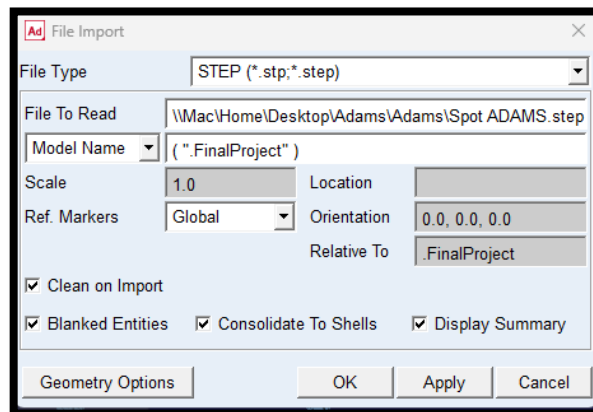 Ad File Import
File Type STEP (*.stp;*.step)
File To Read \\Mac\Home\Desktop\Adams\Adams\Spot ADAMS.step
Model Name ( ".FinalProject" )
Scale 1.0 Location
Ref. Markers Global Orientation 0.0, 0.0, 0.0
Relative To .FinalProject
Clean on Import
Blanked Entities Consolidate To Shells Display Summary
Geometry Options OK Apply Cancel